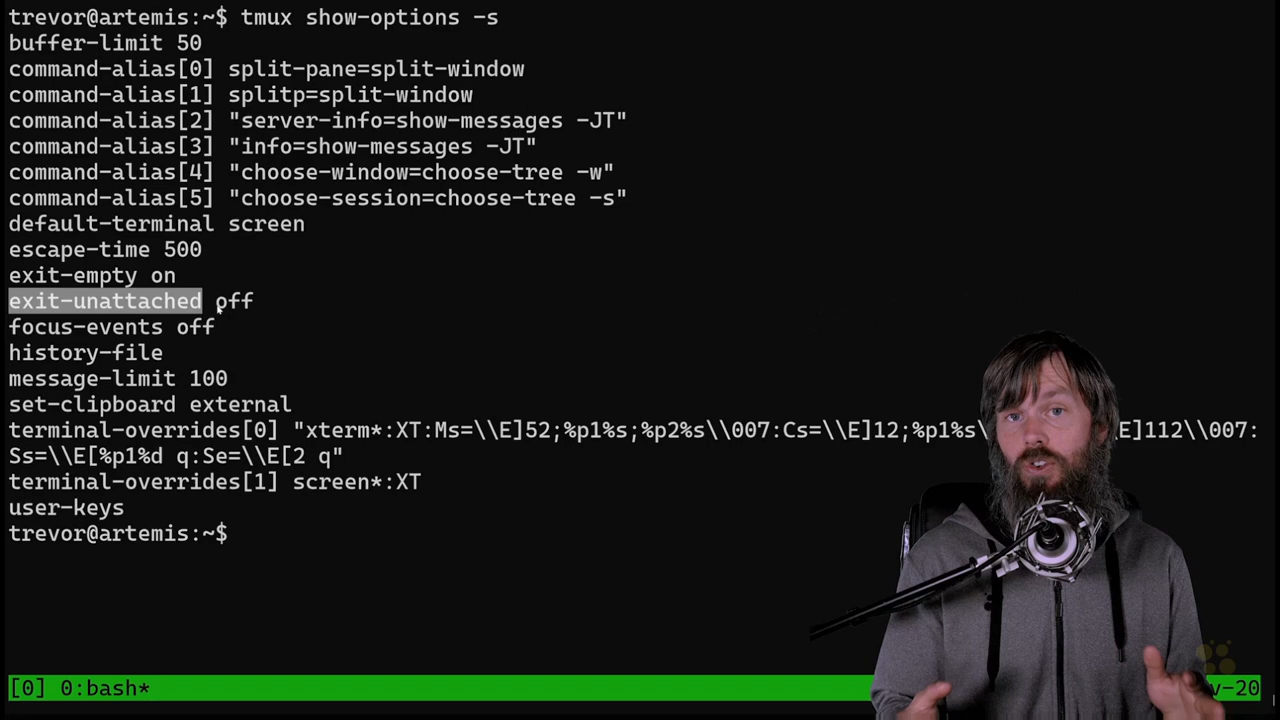 trevor@artemis:~$ tmux show-options -s
buffer-limit 50
command-alias[0] split-pane=split-window
command-alias[1] splitp=split-window
command-alias[2] "server-info=show-messages -JT"
command-alias[3] "info=show-messages -JT"
command-alias[4] "choose-window=choose-tree -w"
command-alias[5] "choose-session=choose-tree -s"
default-terminal screen
escape-time 500
exit-empty on
exit-unattached off
focus-events off
history-file
message-limit 100
set-clipboard external
terminal-overrides[0] "xterm*:XT:Ms=\\E]52;%p1%s;%p2%s\\007:Cs=\\E]12;%p1%s\ E]112\\007:
Ss=\\E[%p1%d q:Se=\\E[2 q"
terminal-overrides[1] screen*:XT
user-keys
trevor@artemis:~$
[0] 0:bash* v-20